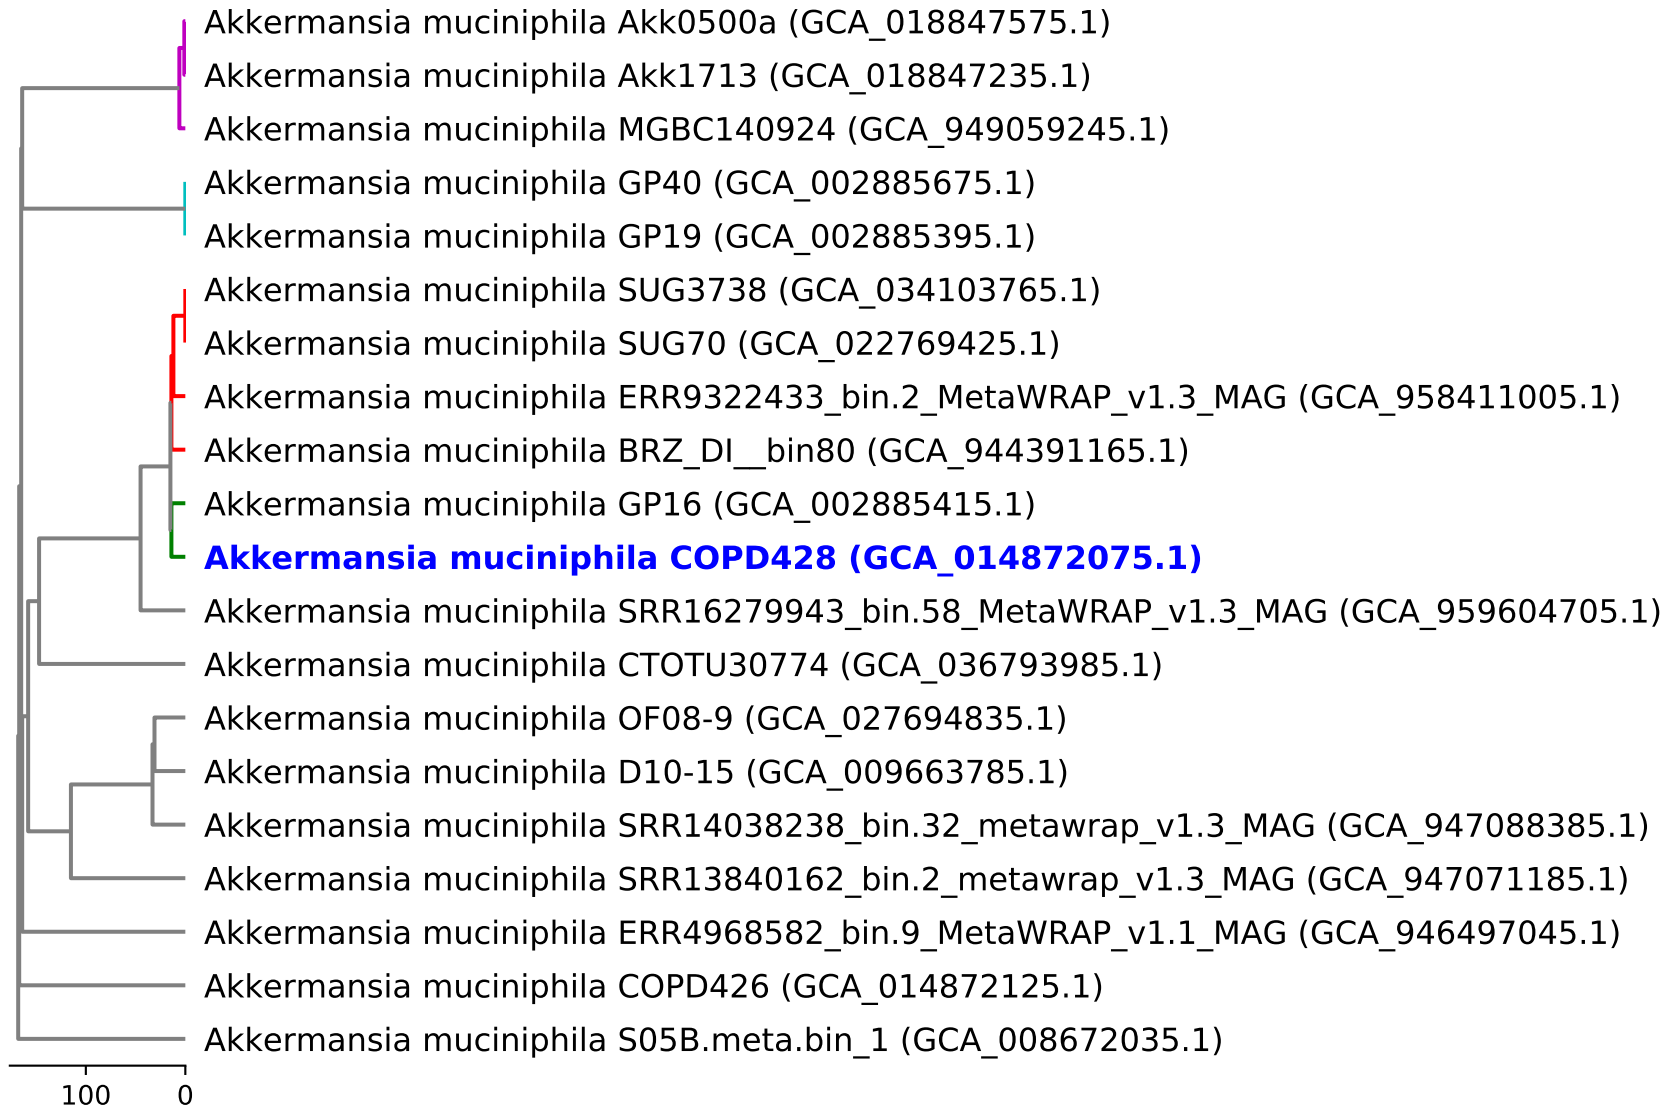 Akkermansia muciniphila Akk0500a (GCA_018847575.1)
Akkermansia muciniphila Akk1713 (GCA_018847235.1)
Akkermansia muciniphila MGBC140924 (GCA_949059245.1)
Akkermansia muciniphila GP40 (GCA_002885675.1)
Akkermansia muciniphila GP19 (GCA_002885395.1)
Akkermansia muciniphila SUG3738 (GCA_034103765.1)
Akkermansia muciniphila SUG70 (GCA_022769425.1)
Akkermansia muciniphila ERR9322433_bin.2_MetaWRAP_v1.3_MAG (GCA_958411005.1)
Akkermansia muciniphila BRZ_DI__bin80 (GCA_944391165.1)
Akkermansia muciniphila GP16 (GCA_002885415.1)
Akkermansia muciniphila COPD428 (GCA_014872075.1)
Akkermansia muciniphila SRR16279943_bin.58_MetaWRAP_v1.3_MAG (GCA_959604705.1)
Akkermansia muciniphila CTOTU30774 (GCA_036793985.1)
Akkermansia muciniphila OF08-9 (GCA_027694835.1)
Akkermansia muciniphila D10-15 (GCA_009663785.1)
Akkermansia muciniphila SRR14038238_bin.32_metawrap_v1.3_MAG (GCA_947088385.1)
Akkermansia muciniphila SRR13840162_bin.2_metawrap_v1.3_MAG (GCA_947071185.1)
Akkermansia muciniphila ERR4968582_bin.9_MetaWRAP_v1.1_MAG (GCA_946497045.1)
Akkermansia muciniphila COPD426 (GCA_014872125.1)
Akkermansia muciniphila S05B.meta.bin_1 (GCA_008672035.1)
100 0